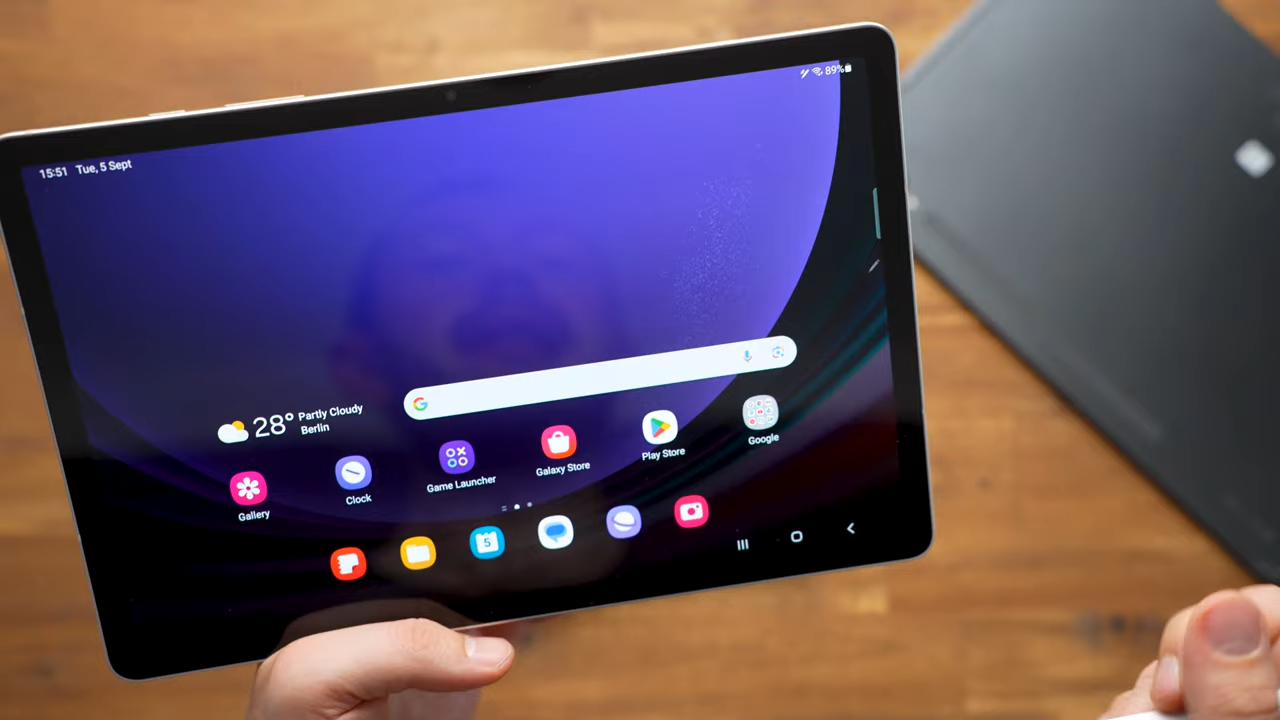 15:51 Tue, 5 Sept
89%
28° Partly Cloudy
Berlin
Gallery
Clock
Game Launcher
Galaxy Store
Play Store
Google
5